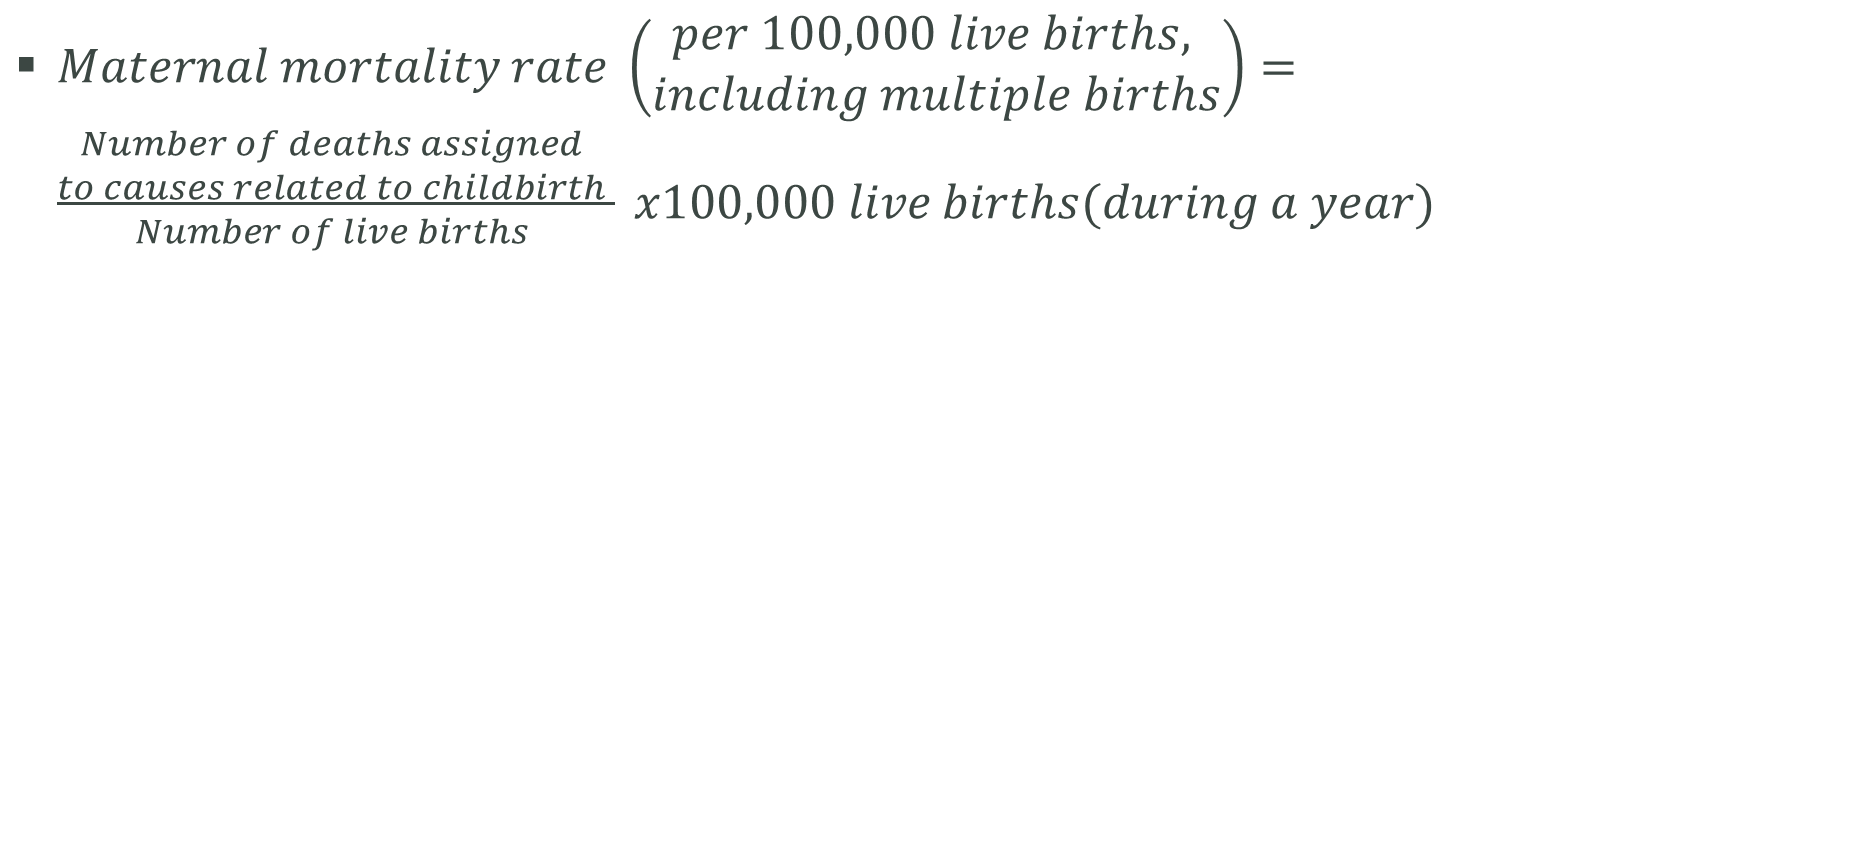 ▪ Maternal mortality rate (per 100,000 live births,
including multiple births) =
Number of deaths assigned
to causes related to childbirth
Number of live births
x100,000 live births(during a year)